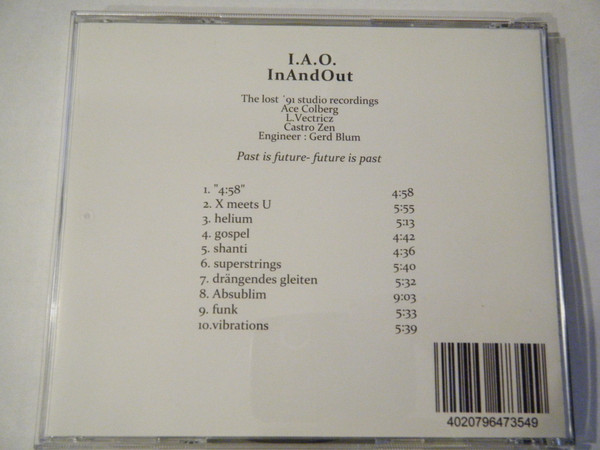 I.A.O.
InAndOut
The lost ´91 studio recordings
Ace Colberg
L.Vectricz
Castro Zen
Engineer : Gerd Blum
Past is future- future is past
1. "4:58" 4:58
2. X meets U 5:55
3. helium 5:13
4. gospel 4:42
5. shanti 4:36
6. superstrings 5:40
7. drängendes gleiten 5:32
8. Absublim 9:03
9. funk 5:33
10.vibrations 5:39
4020796473549